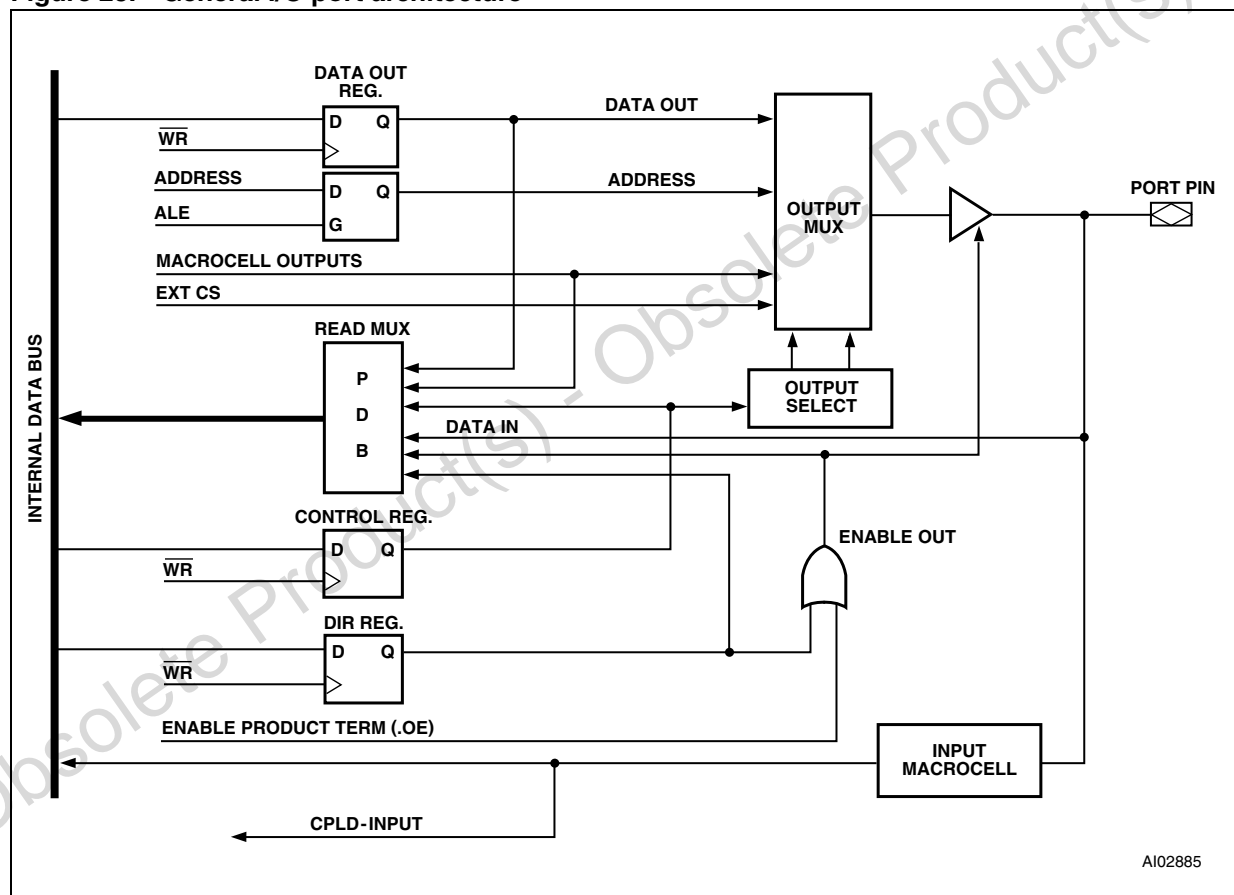 Figure 28. General I/O port architecture
DATA OUT
REG.
DATA OUT
D Q
WR
ADDRESS
ALE
D Q
G
ADDRESS
OUTPUT
MUX
PORT PIN
MACROCELL OUTPUTS
EXT CS
READ MUX
P
D
B
OUTPUT
SELECT
DATA IN
INTERNAL DATA BUS
CONTROL REG.
D Q
WR
ENABLE OUT
DIR REG.
D Q
WR
ENABLE PRODUCT TERM (.OE)
INPUT
MACROCELL
CPLD-INPUT
AI02885
Obsolete Product(s) - Obsolete Product(s)